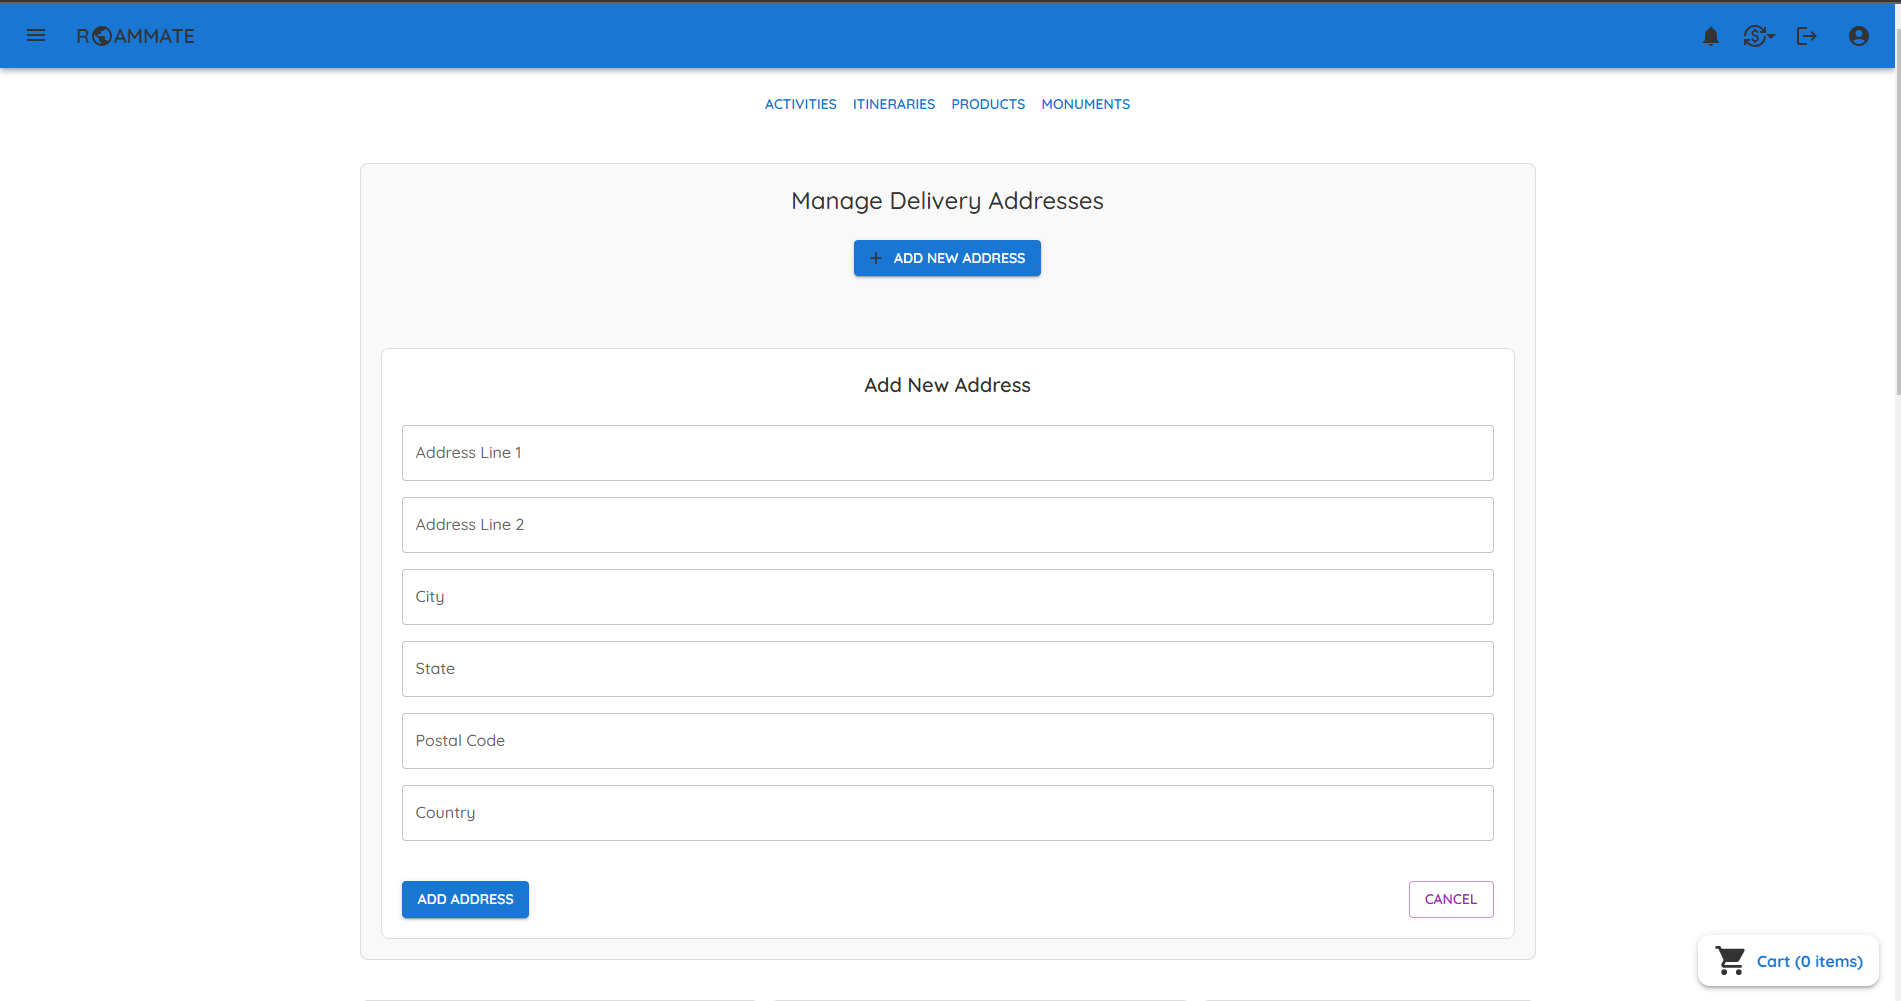 ROAMMATE
ACTIVITIES ITINERARIES PRODUCTS MONUMENTS
Manage Delivery Addresses
ADD NEW ADDRESS
Add New Address
Address Line 1
Address Line 2
City
State
Postal Code
Country
ADD ADDRESS
CANCEL
Cart (0 items)